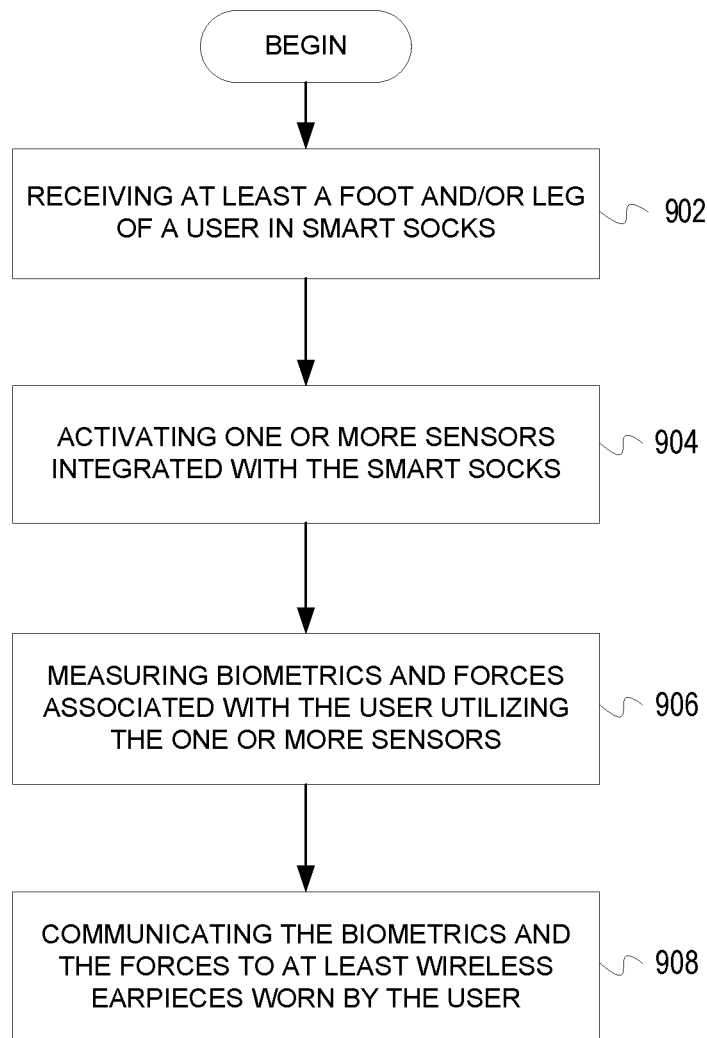 BEGIN
RECEIVING AT LEAST A FOOT AND/OR LEG
OF A USER IN SMART SOCKS
902
ACTIVATING ONE OR MORE SENSORS
INTEGRATED WITH THE SMART SOCKS
904
MEASURING BIOMETRICS AND FORCES
ASSOCIATED WITH THE USER UTILIZING
THE ONE OR MORE SENSORS
906
COMMUNICATING THE BIOMETRICS AND
THE FORCES TO AT LEAST WIRELESS
EARPIECES WORN BY THE USER
908